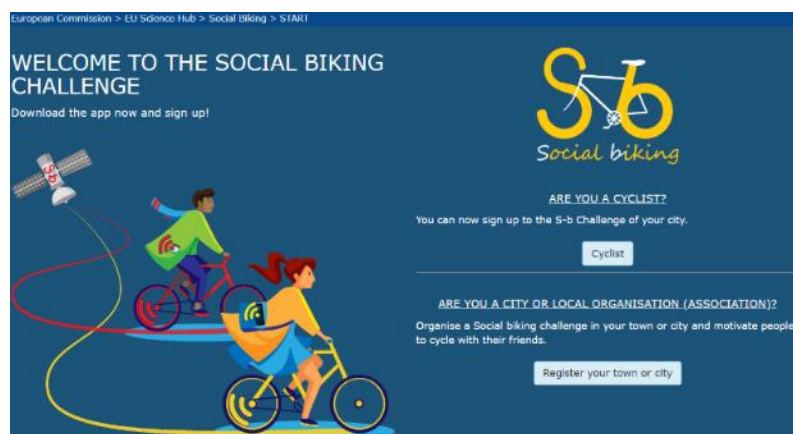 European Commission > EU Science Hub > Social Biking > START
WELCOME TO THE SOCIAL BIKING
CHALLENGE
Download the app now and sign up!
Sb
Sb
Social biking
ARE YOU A CYCLIST?
You can now sign up to the S-b Challenge of your city.
Cyclist
ARE YOU A CITY OR LOCAL ORGANISATION (ASSOCIATION)?
Organise a Social biking challenge in your town or city and motivate people
to cycle with their friends.
Register your town or city